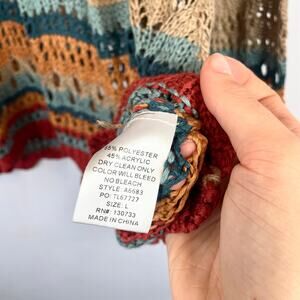 55% POLYESTER
45% ACRYLIC
DRY CLEAN ONLY
COLOR WILL BLEED
NO BLEACH.
STYLE: A6683
PO: TL67727
SIZE: L
RN#: 130733
MADE IN CHINA